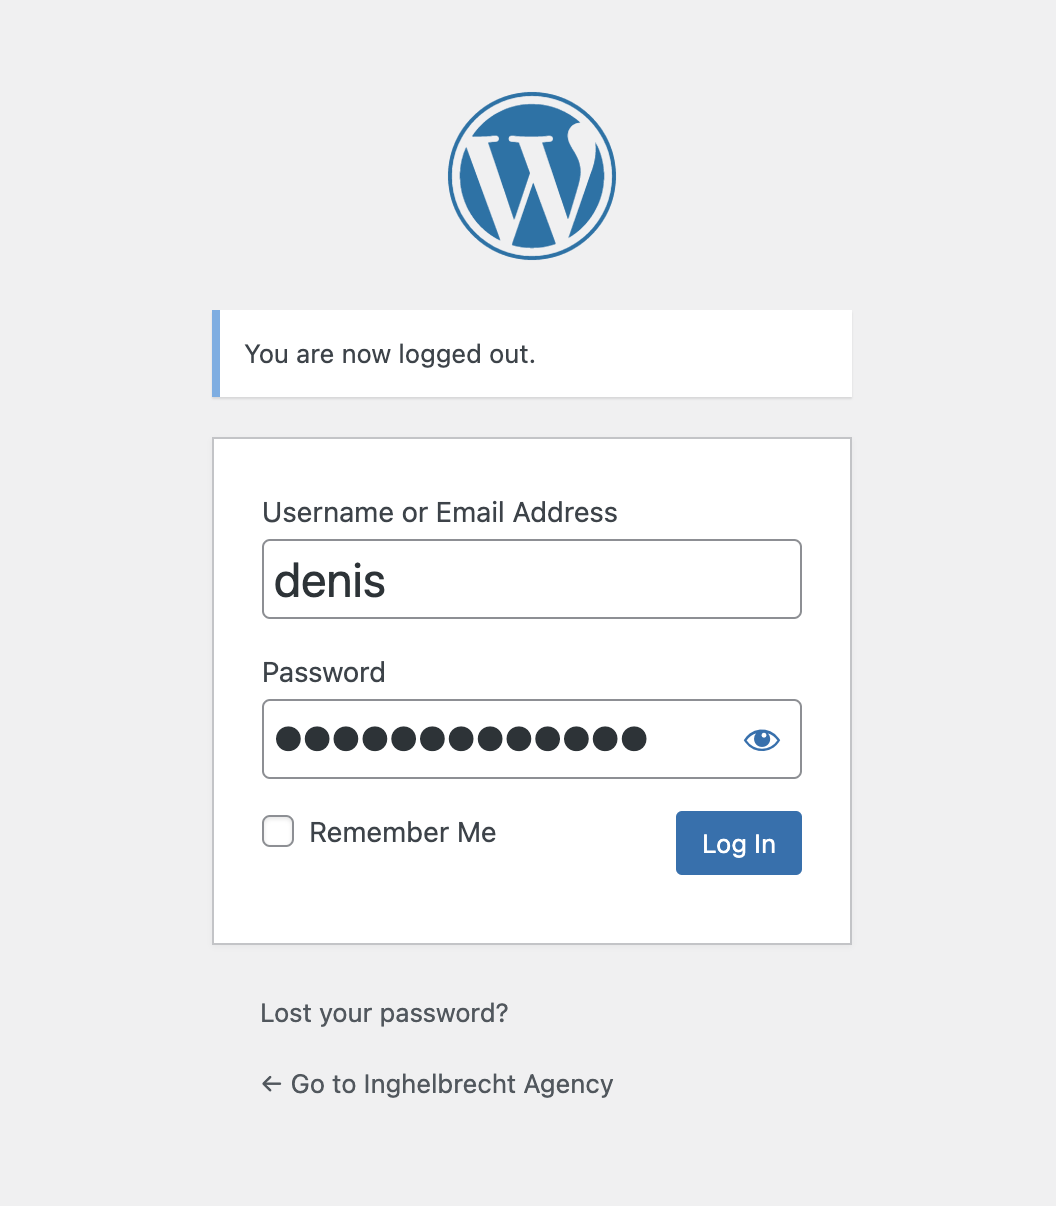 You are now logged out.
Username or Email Address
denis
Password
●●●●●●●●●●●●●
Remember Me
Log In
Lost your password?
← Go to Inghelbrecht Agency